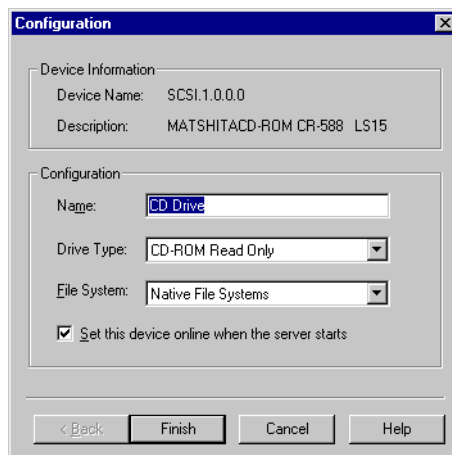 Configuration
Device Information
Device Name: SCSI.1.0.0.0
Description: MATSHITACD-ROM CR-588 LS15
Configuration
Name: CD Drive
Drive Type: CD-ROM Read Only
File System: Native File Systems
Set this device online when the server starts
< Back Finish Cancel Help